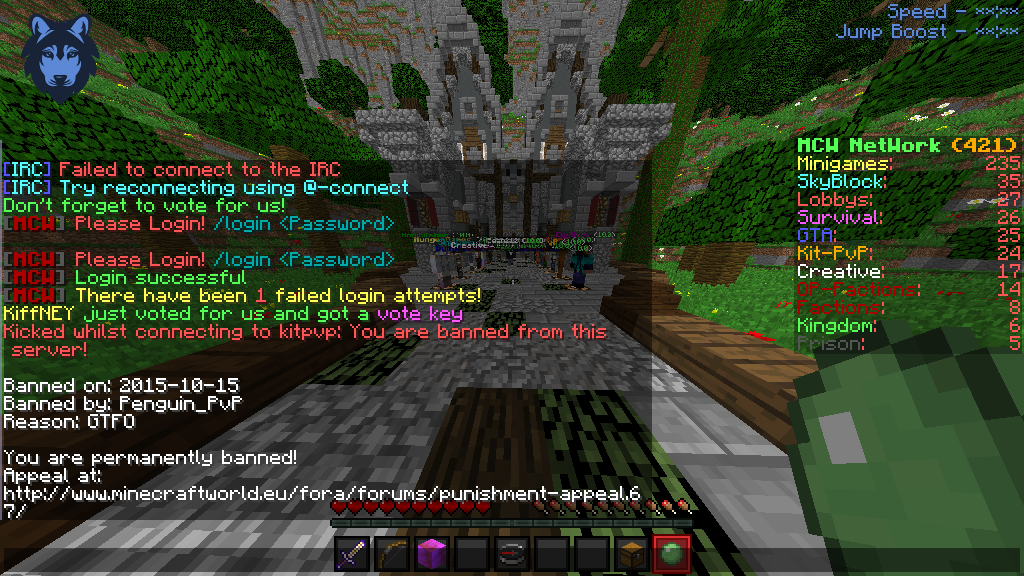 Speed - **:**
Jump Boost - **:**
[IRC] Failed to connect to the IRC
[IRC] Try reconnecting using @-connect
Don't forget to vote for us!
[MCW] Please Login! /login <Password>
[MCW] Please Login! /login <Password>
[MCW] Login successful
[MCW] There have been 1 failed login attempts!
KiffNEY just voted for us and got a vote key
Kicked whilst connecting to kitpvp: You are banned from this
server!
Banned on: 2015-10-15
Banned by: Penguin_PvP
Reason: GTFO
You are permanently banned!
Appeal at:
http://www.minecraftworld.eu/fora/forums/punishment-appeal.6
7/
MCW NetWork (421)
Minigames: 235
SkyBlock: 35
Lobbys: 27
Survival: 26
GTA: 25
Kit-PvP: 24
Creative: 17
OP-Factions: 14
Factions: 8
Kingdom: 6
Prison: 5
Creative